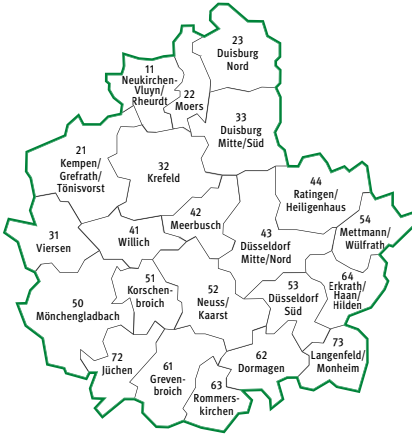 23
Duisburg
Nord
11
Neukirchen-
Vluyn/
Rheurdt
22
Moers
33
Duisburg
Mitte/Süd
21
Kempen/
Grefrath/
Tönisvorst
32
Krefeld
44
Ratingen/
Heiligenhaus
54
Mettmann/
Wülfrath
31
Viersen
41
Willich
42
Meerbusch
43
Düsseldorf
Mitte/Nord
64
Erkrath/
Haan/
Hilden
50
Mönchengladbach
51
Korschen-
broich
52
Neuss/
Kaarst
53
Düsseldorf
Süd
73
Langenfeld/
Monheim
72
Jüchen
61
Greven-
broich
62
Dormagen
63
Rommers-
kirchen